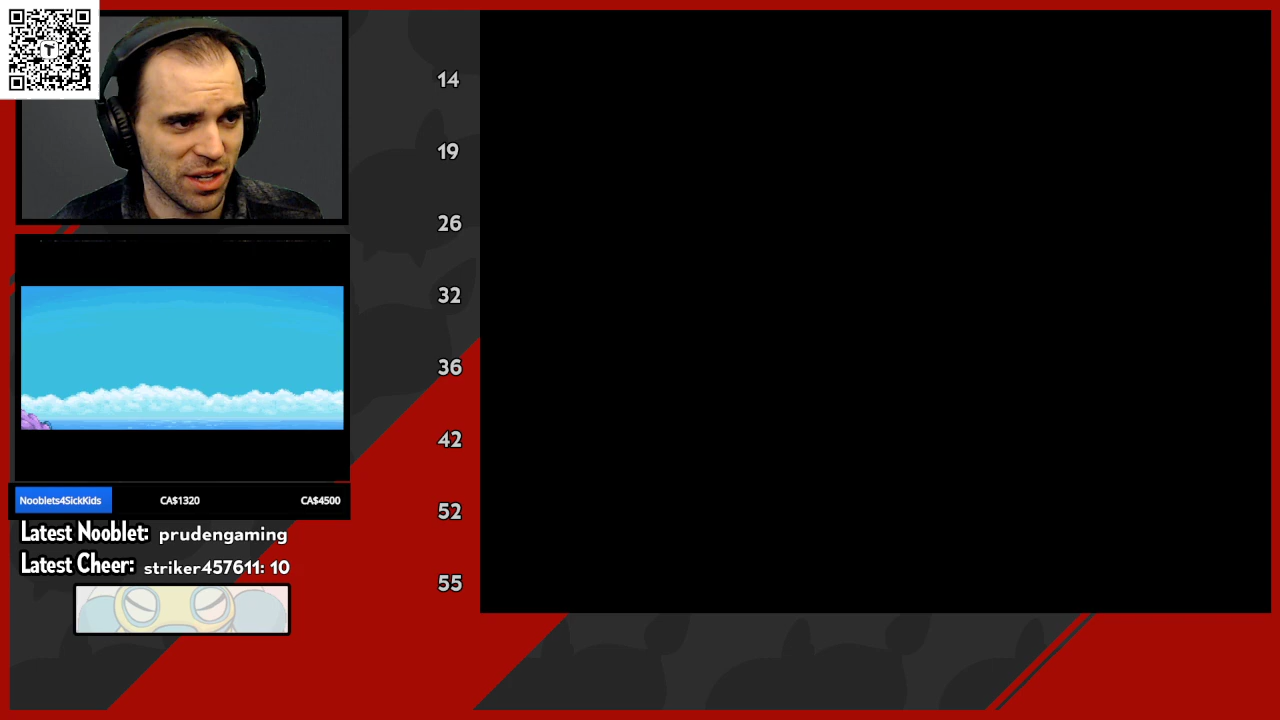 14
19
26
32
36
42
52
55
Nooblets4SickKids CA$1320 CA$4500
Latest Nooblet: prudengaming
Latest Cheer: striker457611: 10